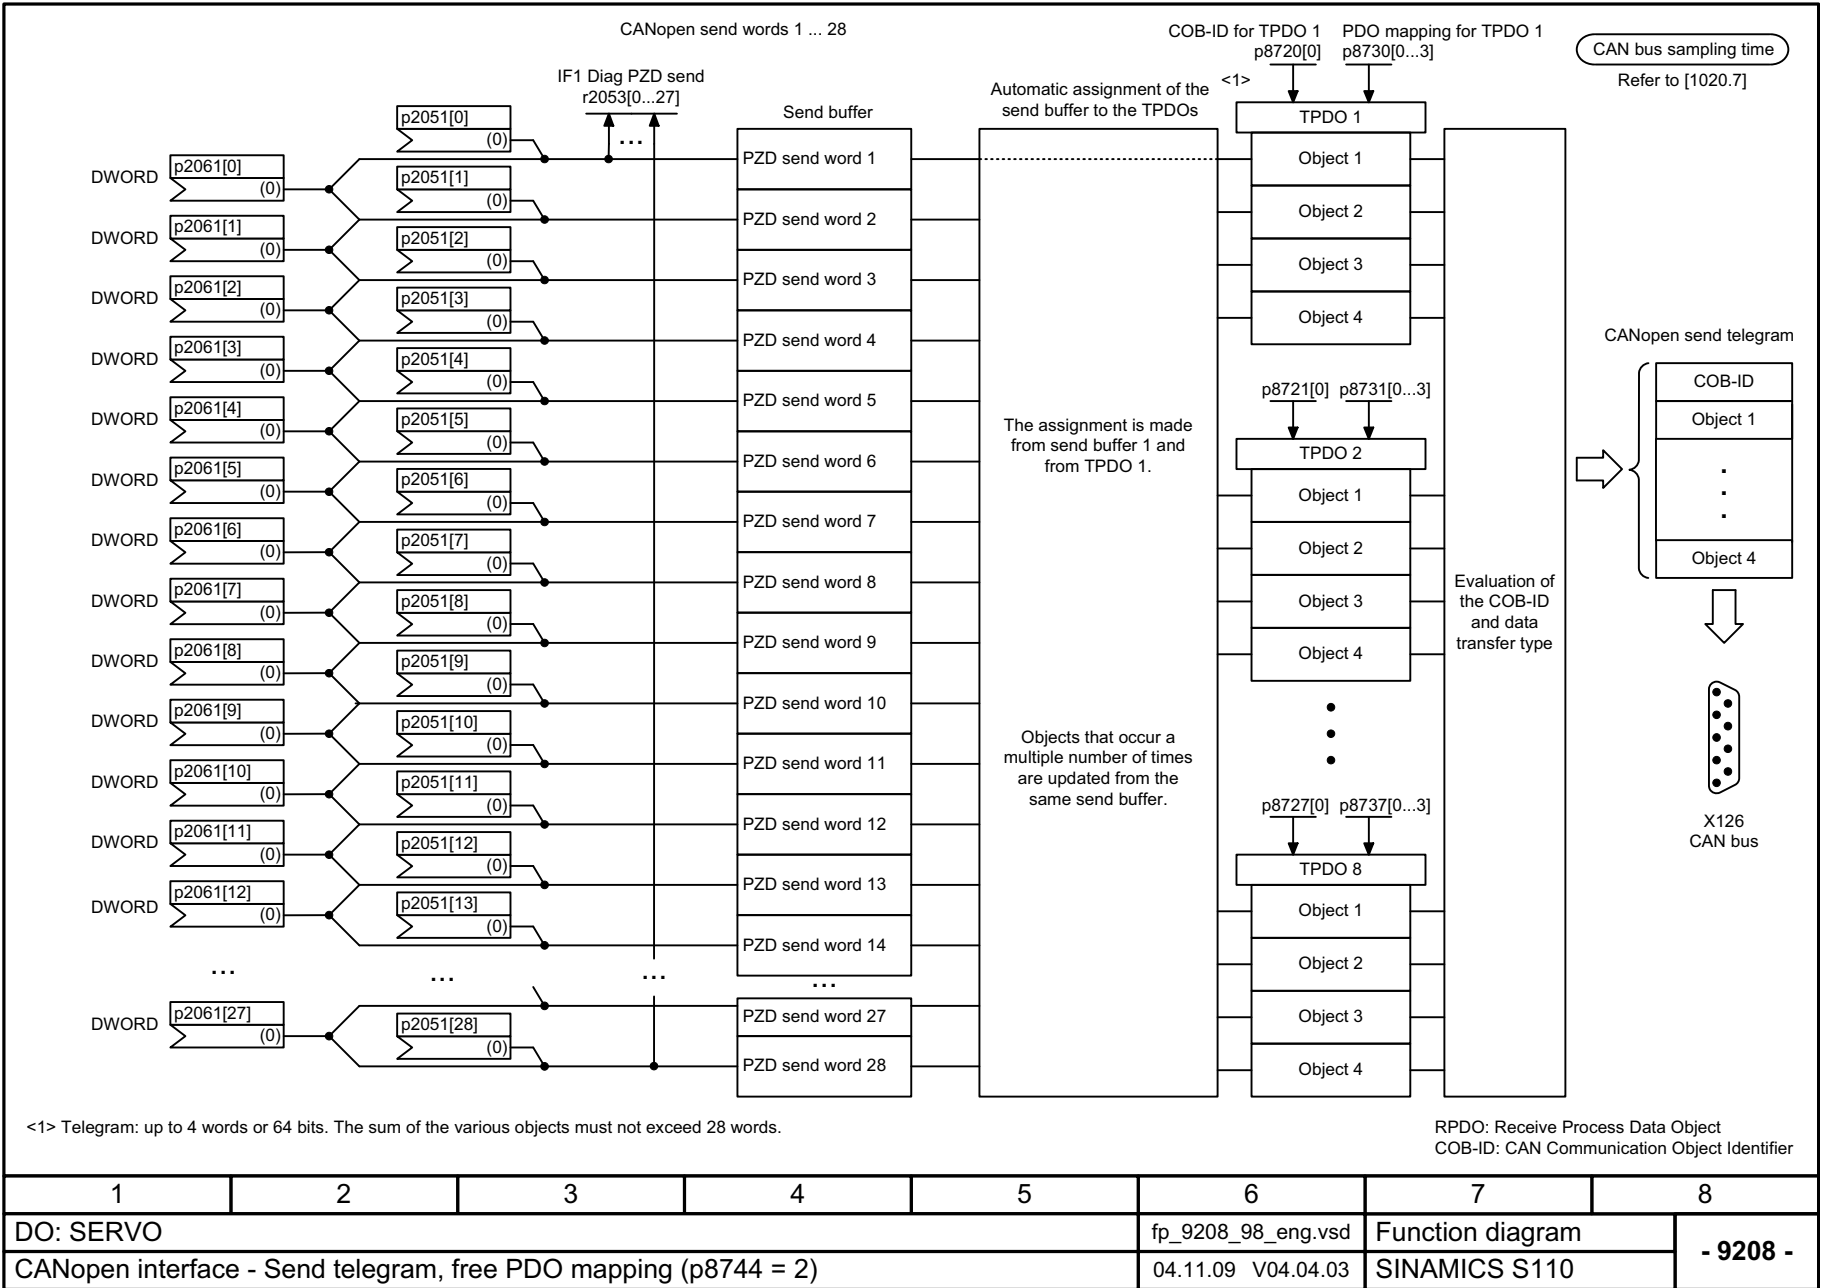 CANopen send words 1 ... 28
COB-ID for TPDO 1
p8720[0]
PDO mapping for TPDO 1
p8730[0...3]
CAN bus sampling time
Refer to [1020.7]
IF1 Diag PZD send
r2053[0...27]
...
<1>
Automatic assignment of the
send buffer to the TPDOs
Send buffer
DWORD
p2061[0]
(0)
DWORD
p2061[1]
(0)
DWORD
p2061[2]
(0)
DWORD
p2061[3]
(0)
DWORD
p2061[4]
(0)
DWORD
p2061[5]
(0)
DWORD
p2061[6]
(0)
DWORD
p2061[7]
(0)
DWORD
p2061[8]
(0)
DWORD
p2061[9]
(0)
DWORD
p2061[10]
(0)
DWORD
p2061[11]
(0)
DWORD
p2061[12]
(0)
...
DWORD
p2061[27]
(0)
p2051[0]
(0)
p2051[1]
(0)
p2051[2]
(0)
p2051[3]
(0)
p2051[4]
(0)
p2051[5]
(0)
p2051[6]
(0)
p2051[7]
(0)
p2051[8]
(0)
p2051[9]
(0)
p2051[10]
(0)
p2051[11]
(0)
p2051[12]
(0)
p2051[13]
(0)
...
p2051[28]
(0)
...
PZD send word 1
PZD send word 2
PZD send word 3
PZD send word 4
PZD send word 5
PZD send word 6
PZD send word 7
PZD send word 8
PZD send word 9
PZD send word 10
PZD send word 11
PZD send word 12
PZD send word 13
PZD send word 14
...
PZD send word 27
PZD send word 28
The assignment is made
from send buffer 1 and
from TPDO 1.
Objects that occur a
multiple number of times
are updated from the
same send buffer.
TPDO 1
Object 1
Object 2
Object 3
Object 4
p8721[0]
p8731[0...3]
TPDO 2
Object 1
Object 2
Object 3
Object 4
p8727[0]
p8737[0...3]
TPDO 8
Object 1
Object 2
Object 3
Object 4
Evaluation of
the COB-ID
and data
transfer type
CANopen send telegram
COB-ID
Object 1
.
.
.
Object 4
X126
CAN bus
<1> Telegram: up to 4 words or 64 bits. The sum of the various objects must not exceed 28 words.
RPDO: Receive Process Data Object
COB-ID: CAN Communication Object Identifier
1 2 3 4 5 6 7 8
DO: SERVO
fp_9208_98_eng.vsd
Function diagram
- 9208 -
CANopen interface - Send telegram, free PDO mapping (p8744 = 2)
04.11.09 V04.04.03
SINAMICS S110